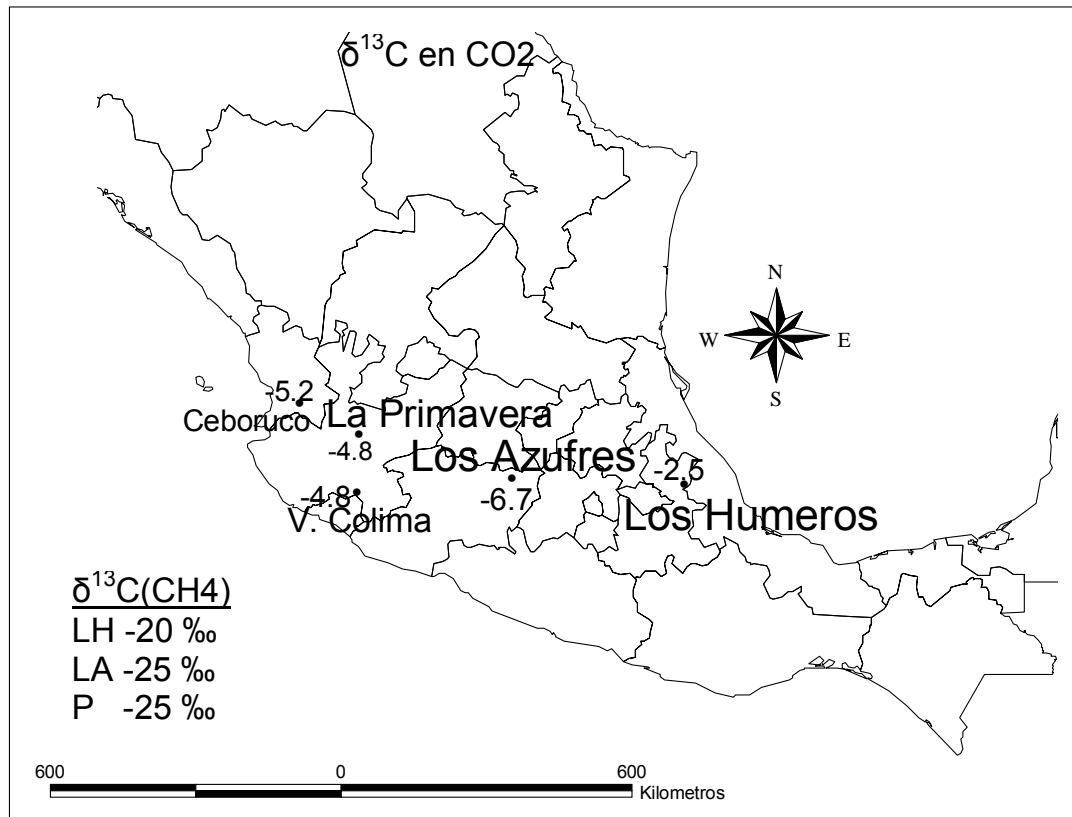 δ¹³C en CO2
N
W E
S
-5.2
Ceboruco
La Primavera
-4.8
Los Azufres
-6.7
-2.5
Los Humeros
-4.8
V. Colima
δ¹³C(CH4)
LH -20 ‰
LA -25 ‰
P -25 ‰
600 0 600
Kilometros